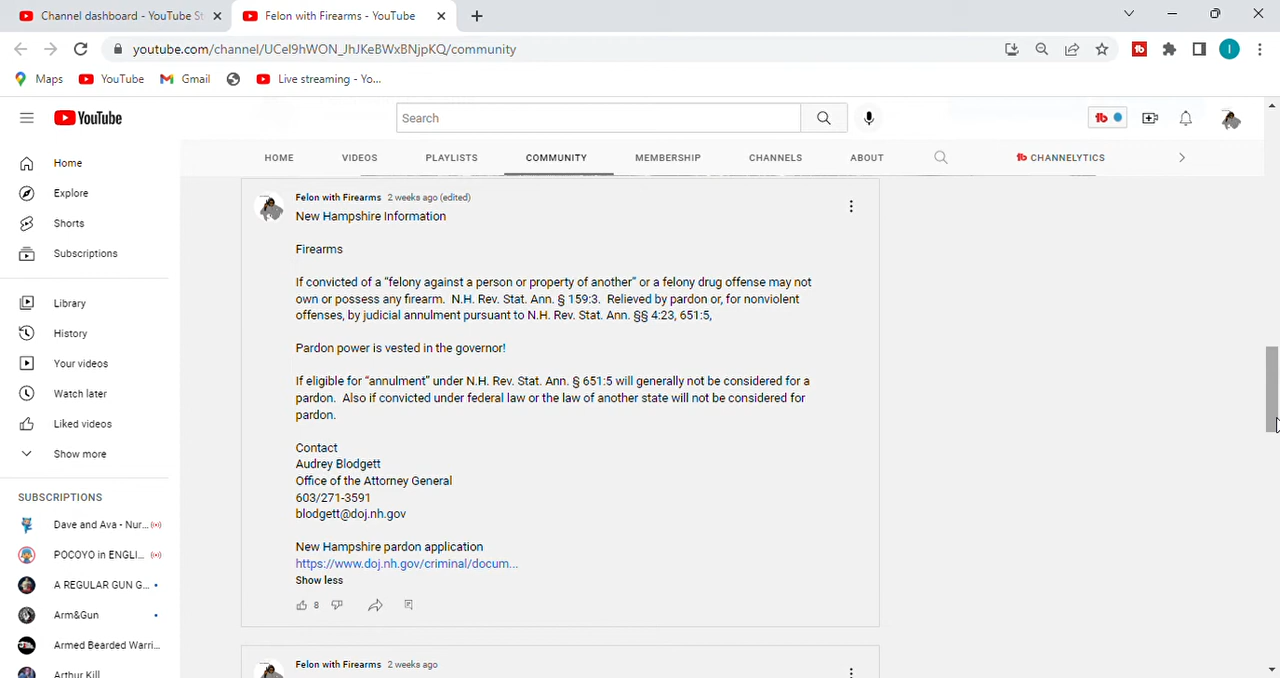 Channel dashboard - YouTube St
Felon with Firearms - YouTube
youtube.com/channel/UCel9hWON_JhJKeBWxBNjpKQ/community
Maps
YouTube
Gmail
Live streaming - Yo...
YouTube
Search
HOME
VIDEOS
PLAYLISTS
COMMUNITY
MEMBERSHIP
CHANNELS
ABOUT
CHANNELYTICS
Home
Explore
Shorts
Subscriptions
Library
History
Your videos
Watch later
Liked videos
Show more
SUBSCRIPTIONS
Dave and Ava - Nur...
POCOYO in ENGLI...
A REGULAR GUN G...
Arm&Gun
Armed Bearded Warri...
Arthur Kill
Felon with Firearms 2 weeks ago (edited)
New Hampshire Information
Firearms
If convicted of a “felony against a person or property of another” or a felony drug offense may not
own or possess any firearm.  N.H. Rev. Stat. Ann. § 159:3.  Relieved by pardon or, for nonviolent
offenses, by judicial annulment pursuant to N.H. Rev. Stat. Ann. §§ 4:23, 651:5,
Pardon power is vested in the governor!
If eligible for “annulment” under N.H. Rev. Stat. Ann. § 651:5 will generally not be considered for a
pardon.  Also if convicted under federal law or the law of another state will not be considered for
pardon.
Contact
Audrey Blodgett
Office of the Attorney General
603/271-3591
blodgett@doj.nh.gov
New Hampshire pardon application
https://www.doj.nh.gov/criminal/docum...
Show less
8
Felon with Firearms 2 weeks ago